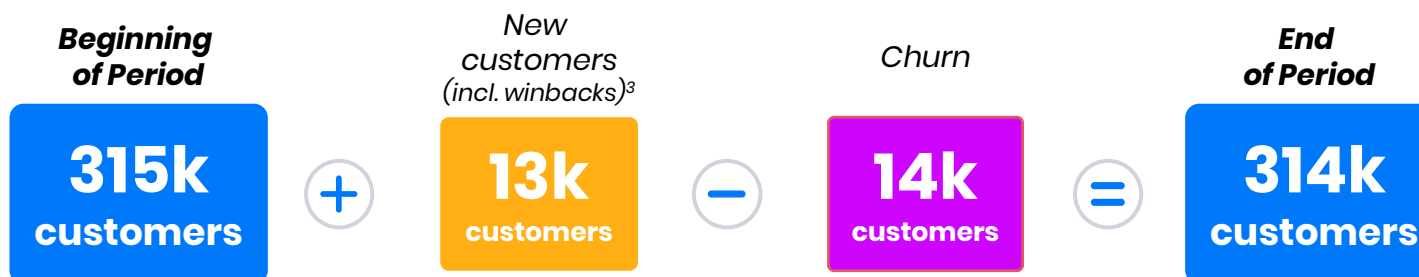 Beginning
of Period
315k
customers
+
New
customers
(incl. winbacks)³
13k
customers
−
Churn
14k
customers
=
End
of Period
314k
customers